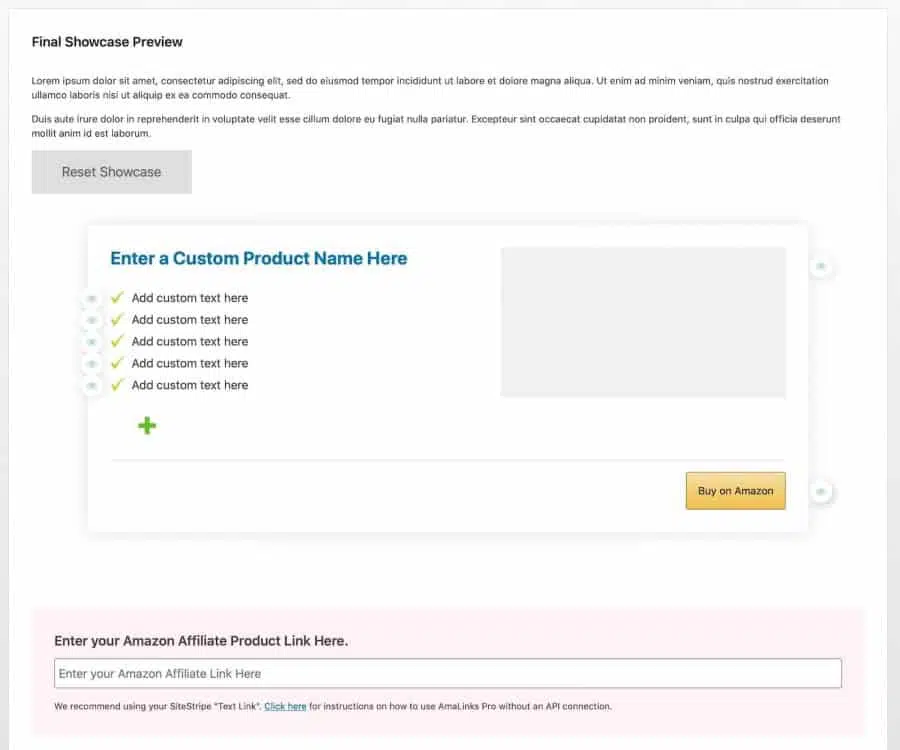 Final Showcase Preview
Lorem ipsum dolor sit amet, consectetur adipiscing elit, sed do eiusmod tempor incididunt ut labore et dolore magna aliqua. Ut enim ad minim veniam, quis nostrud exercitation
ullamco laboris nisi ut aliquip ex ea commodo consequat.
Duis aute irure dolor in reprehenderit in voluptate velit esse cillum dolore eu fugiat nulla pariatur. Excepteur sint occaecat cupidatat non proident, sunt in culpa qui officia deserunt
mollit anim id est laborum.
Reset Showcase
Enter a Custom Product Name Here
Add custom text here
Add custom text here
Add custom text here
Add custom text here
Add custom text here
Buy on Amazon
Enter your Amazon Affiliate Product Link Here.
Enter your Amazon Affiliate Link Here
We recommend using your SiteStripe "Text Link". Click here for instructions on how to use AmaLinks Pro without an API connection.